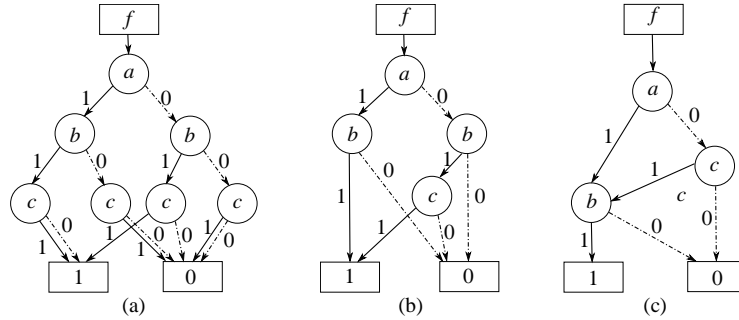 f f f
a a a
1 0 1 0 0
b b b b 1 c
1 0 1 0 0 1 1 0
c c c c 1 c b c 0
1 0 1 0 0 1 0 1 0 0 1 0
1 0 1 0 1 0
(a) (b) (c)